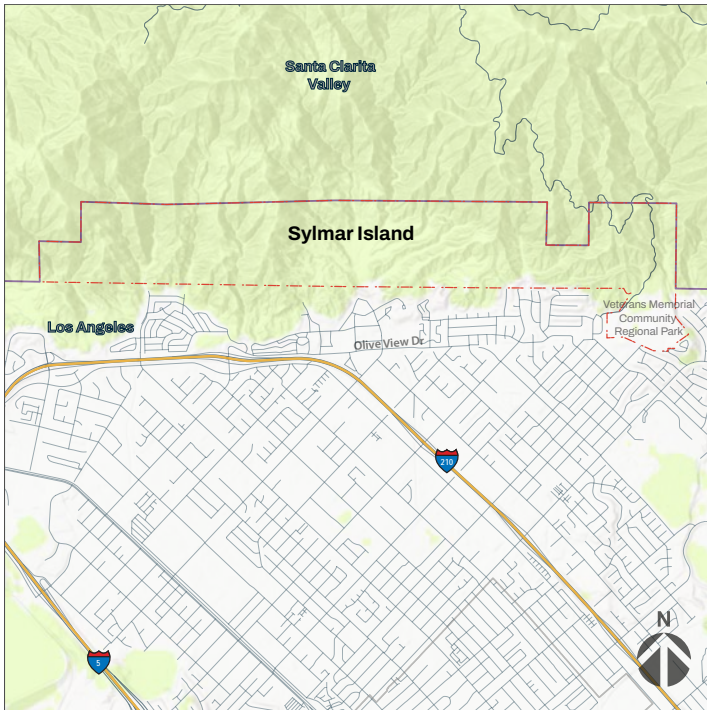 Santa Clarita
Valley
Sylmar Island
Veterans Memorial
Community
Regional Park
Los Angeles
Olive View Dr
210
N
5